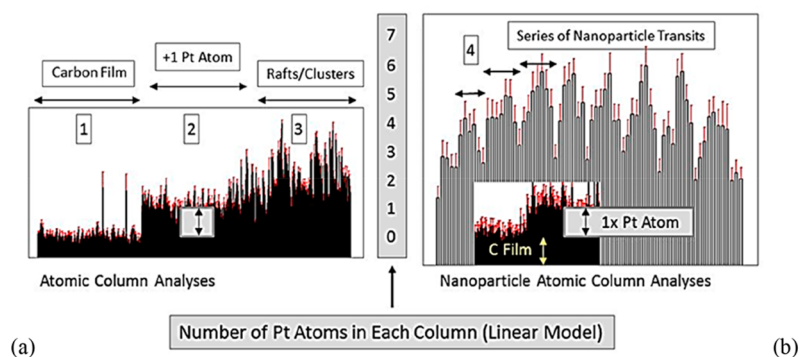 (a)
Carbon Film
+1 Pt Atom
Rafts/Clusters
1
2
3
Atomic Column Analyses
7
6
5
4
3
2
1
0
4
Series of Nanoparticle Transits
1x Pt Atom
C Film
Nanoparticle Atomic Column Analyses
Number of Pt Atoms in Each Column (Linear Model)
(b)